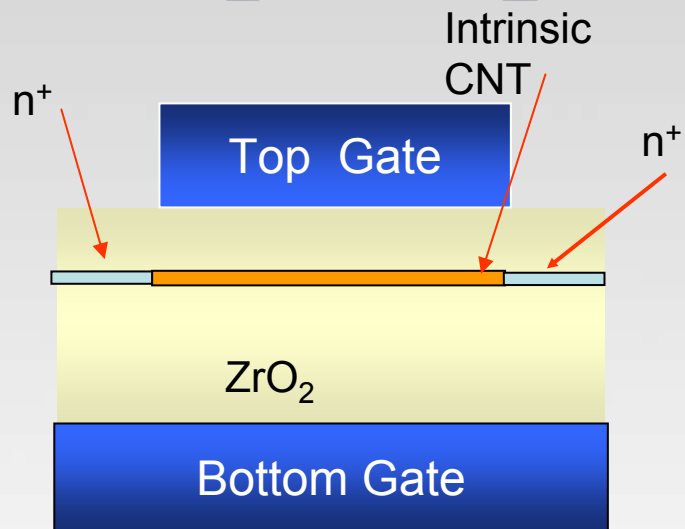 Intrinsic
CNT
n⁺
n⁺
Top Gate
ZrO₂
Bottom Gate